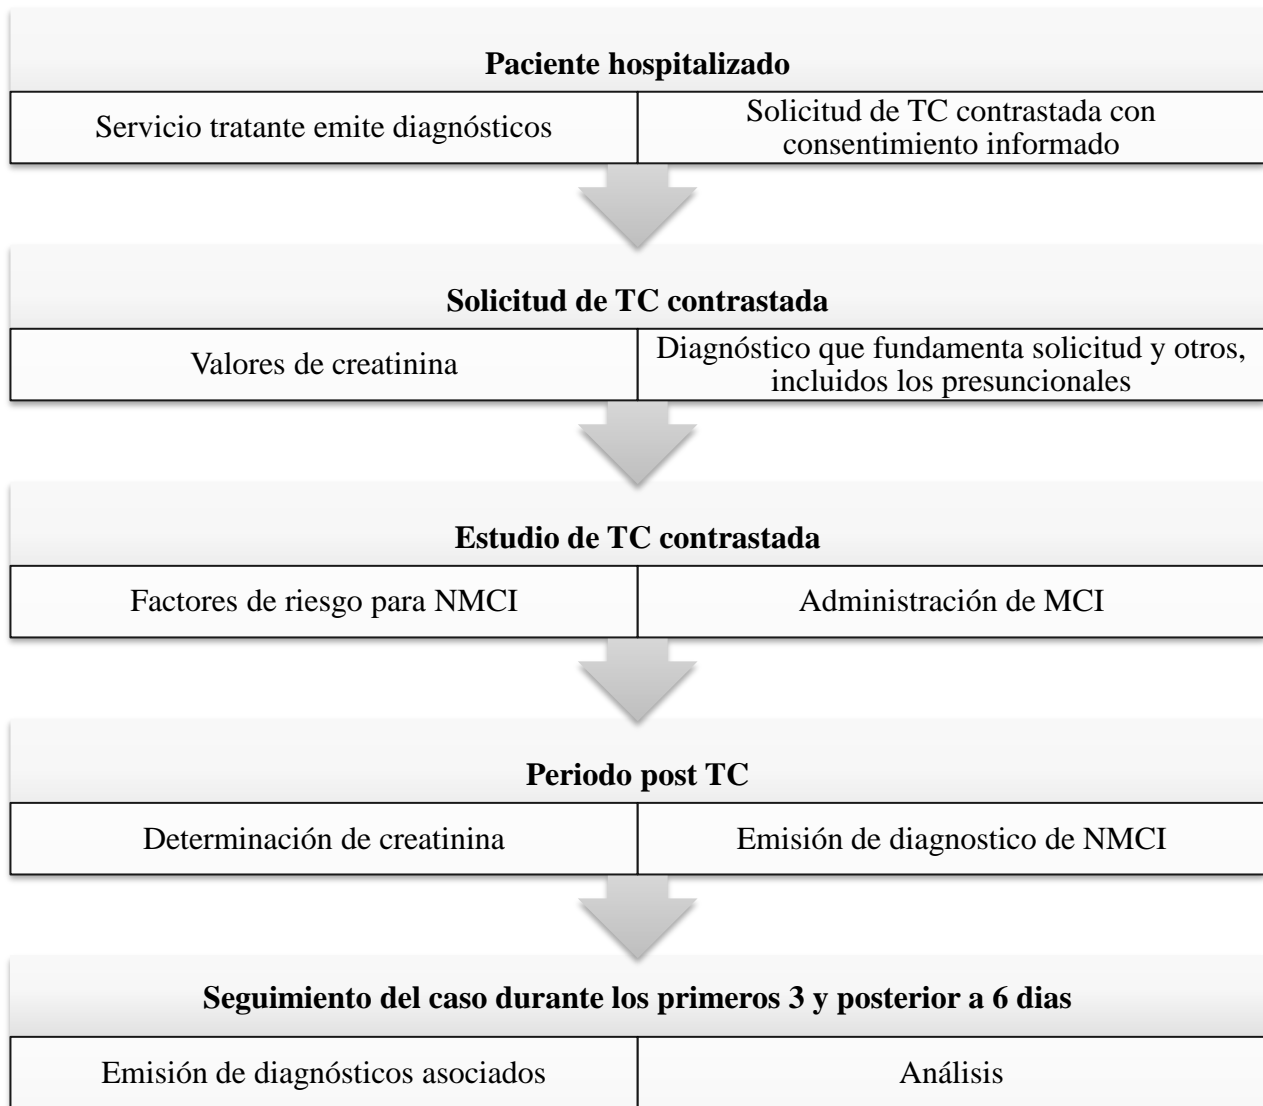 Paciente hospitalizado
Servicio tratante emite diagnósticos
Solicitud de TC contrastada con
consentimiento informado
Solicitud de TC contrastada
Valores de creatinina
Diagnóstico que fundamenta solicitud y otros,
incluidos los presuncionales
Estudio de TC contrastada
Factores de riesgo para NMCI
Administración de MCI
Periodo post TC
Determinación de creatinina
Emisión de diagnostico de NMCI
Seguimiento del caso durante los primeros 3 y posterior a 6 dias
Emisión de diagnósticos asociados
Análisis